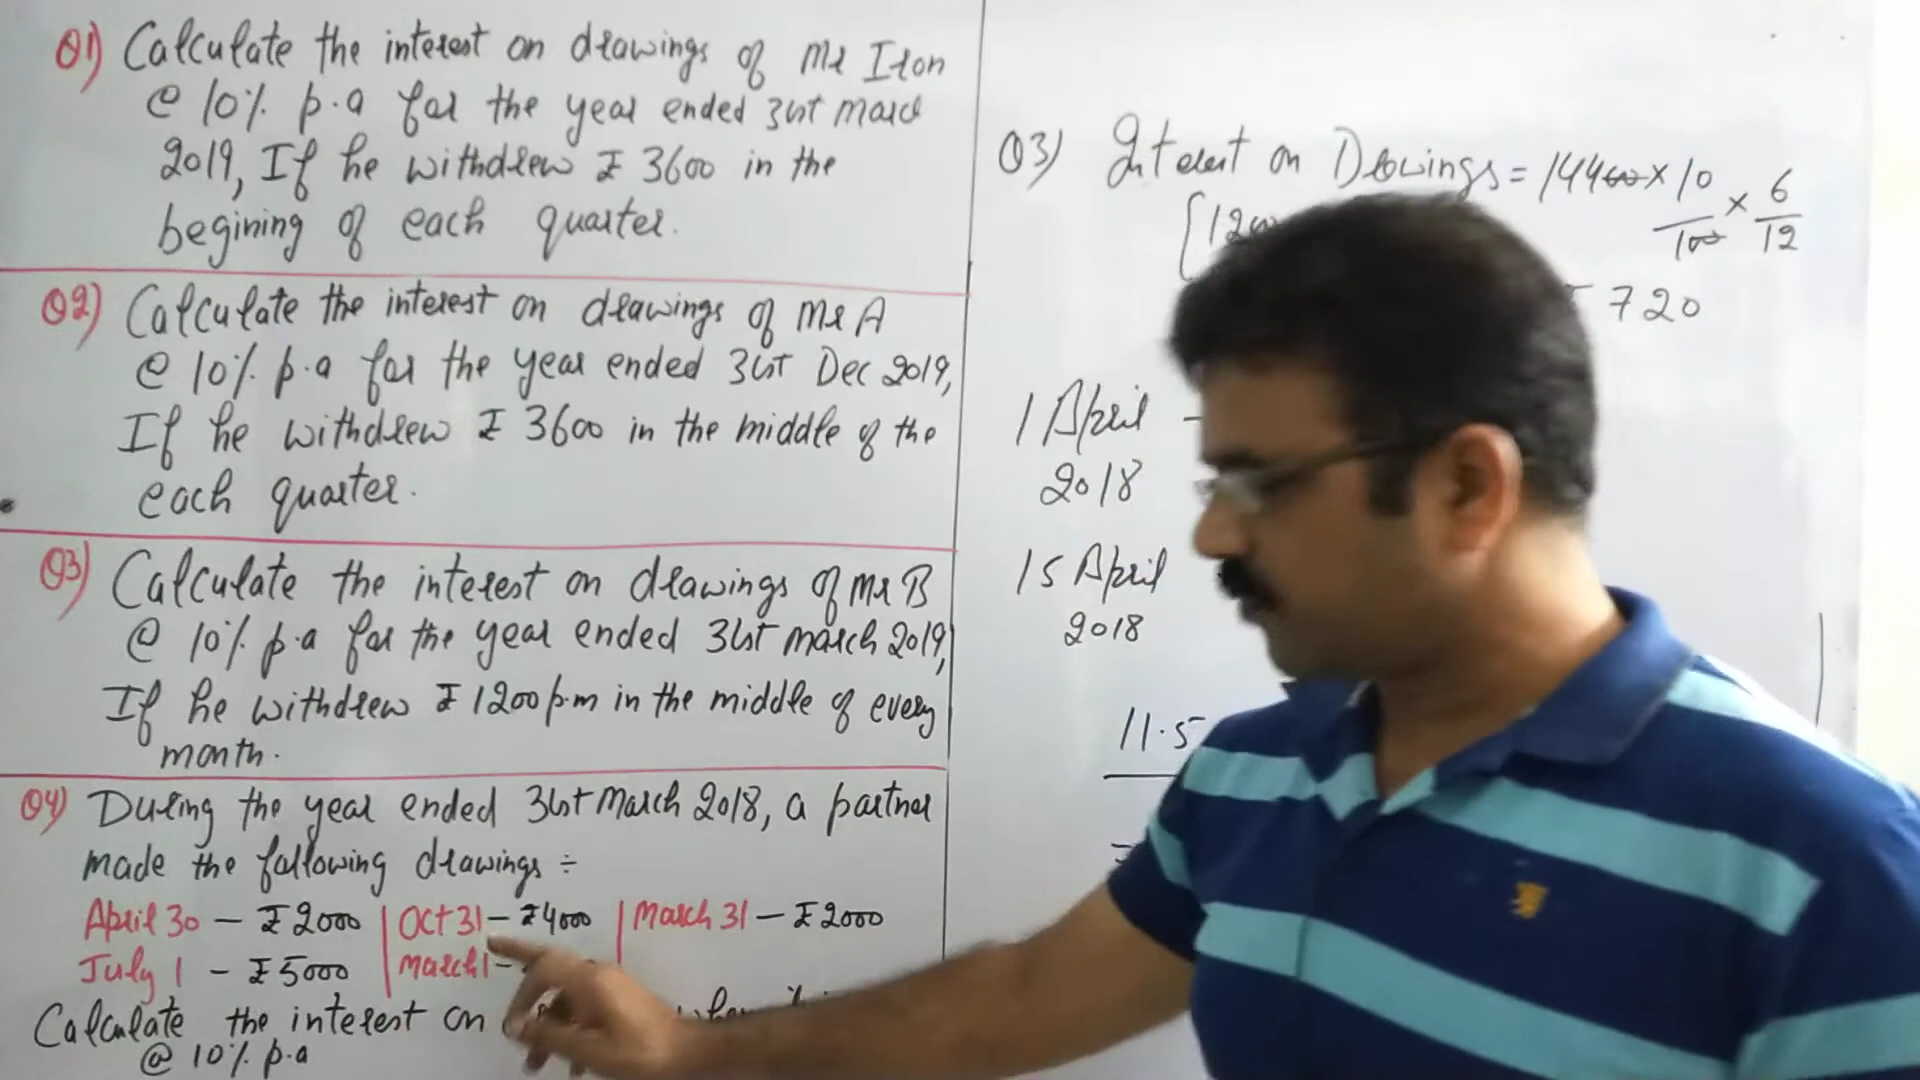 Q1) Calculate the interest on drawings of Mr Iron
@ 10% p.a for the year ended 31st March
2019, If he withdrew ₹ 3600 in the
begining of each quarter.
Q2) Calculate the interest on drawings of Mr A
@ 10% p.a for the year ended 31st Dec 2019,
If he withdrew ₹ 3600 in the middle of the
each quarter.
Q3) Calculate the interest on drawings of Mr B
@ 10% p.a for the year ended 31st march 2019,
If he withdrew ₹ 1200 p.m in the middle of every
month.
Q4) During the year ended 31st March 2018, a partner
made the following drawings ÷
April 30 – ₹ 2000 | Oct 31 – ₹ 4000 | March 31 – ₹ 2000
July 1 – ₹ 5000 | March 1 –
Calculate the interest on
@ 10% p.a
Q3) Interest on Drawings = 14400 × 10/100 × 6/12
720
1 April –
2018
15 April
2018
11.5